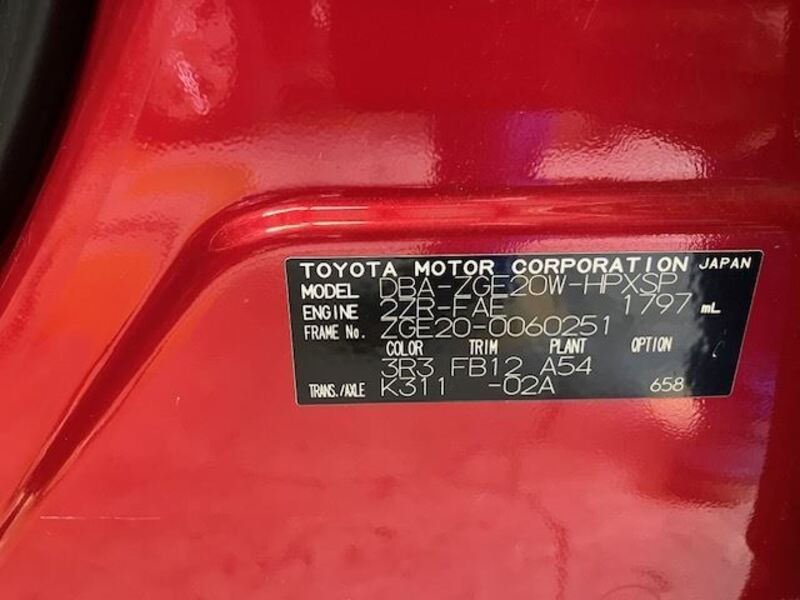 TOYOTA MOTOR CORPORATION JAPAN
MODEL DBA-ZGE20W-HPXSP
ENGINE 2ZR-FAE 1797 mL
FRAME No. ZGE20-0060251
COLOR TRIM PLANT OPTION
3R3 FB12 A54
TRANS./AXLE K311 -02A 658